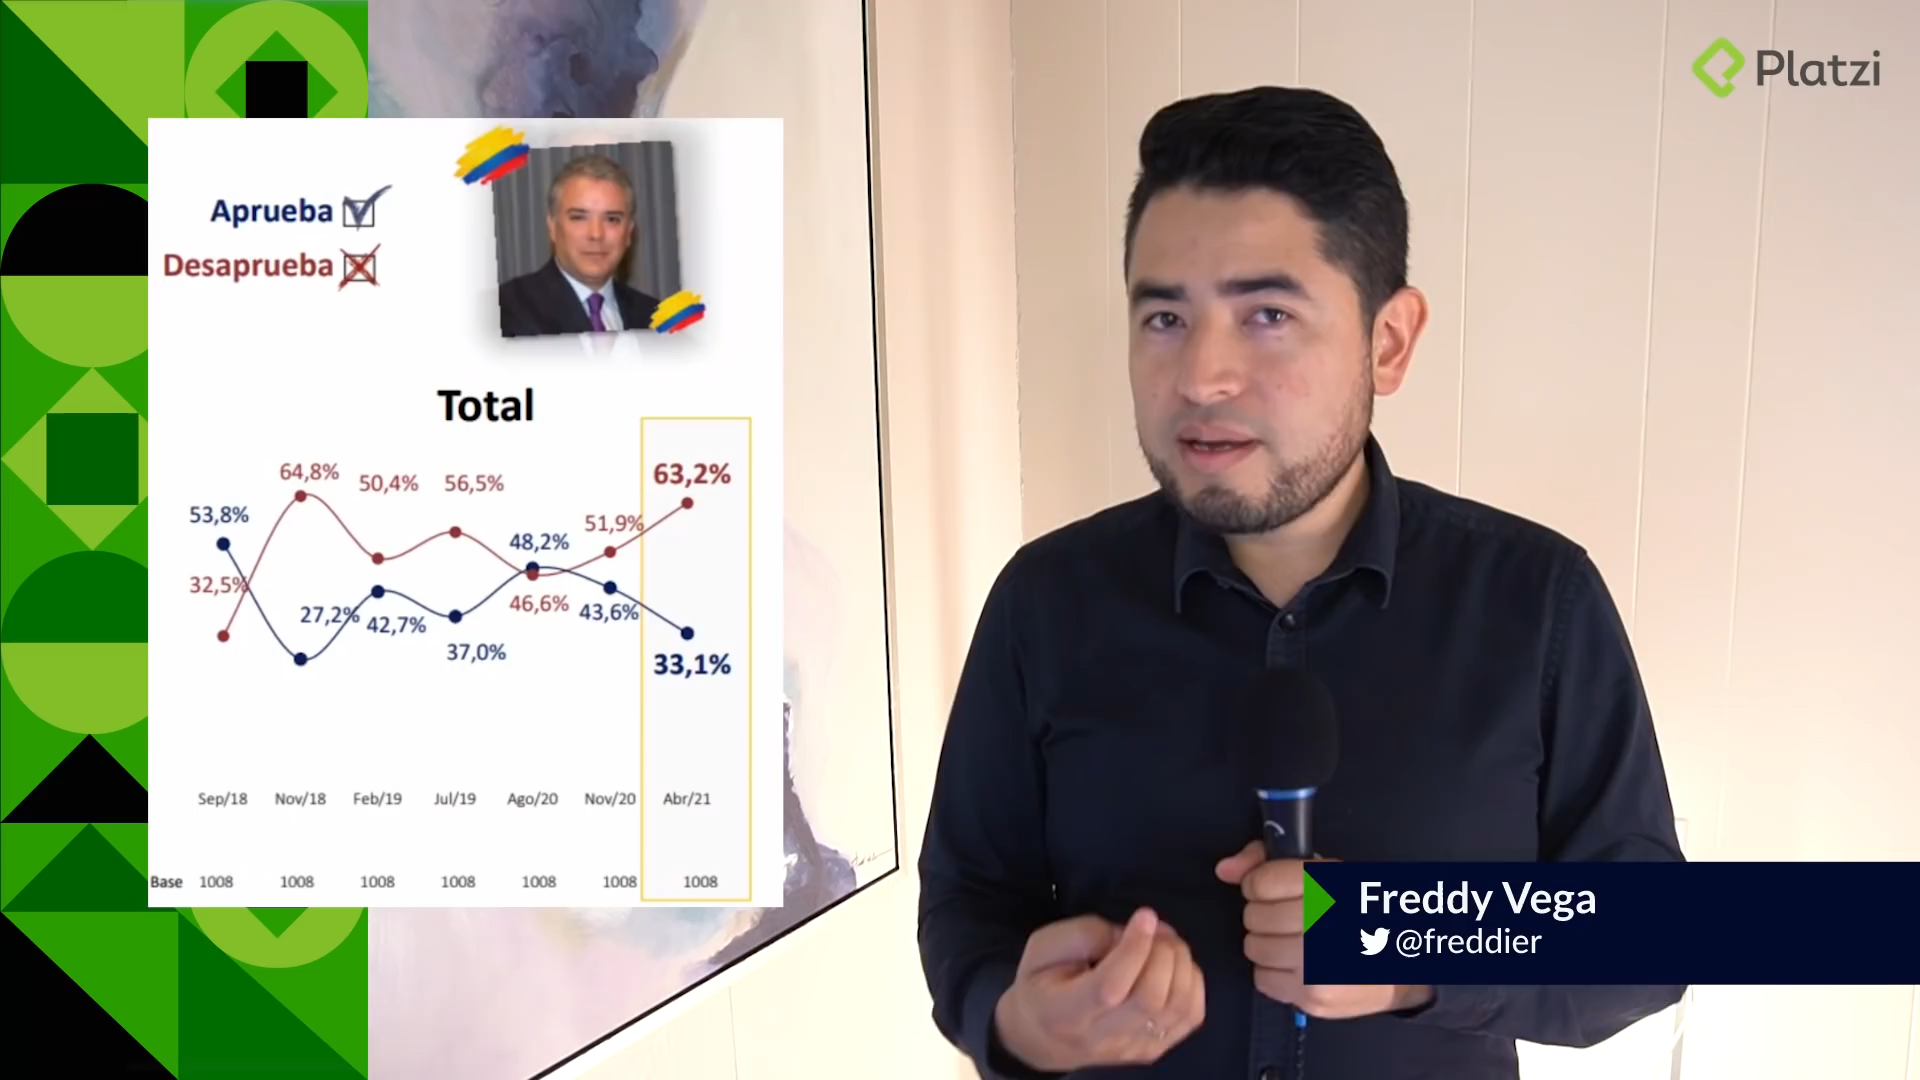 Platzi
Aprueba
Desaprueba
Total
64,8% 50,4% 56,5% 63,2%
53,8% 48,2% 51,9%
32,5% 27,2% 42,7% 46,6% 43,6%
37,0% 33,1%
Sep/18 Nov/18 Feb/19 Jul/19 Ago/20 Nov/20 Abr/21
Base 1008 1008 1008 1008 1008 1008 1008
Freddy Vega
@freddier